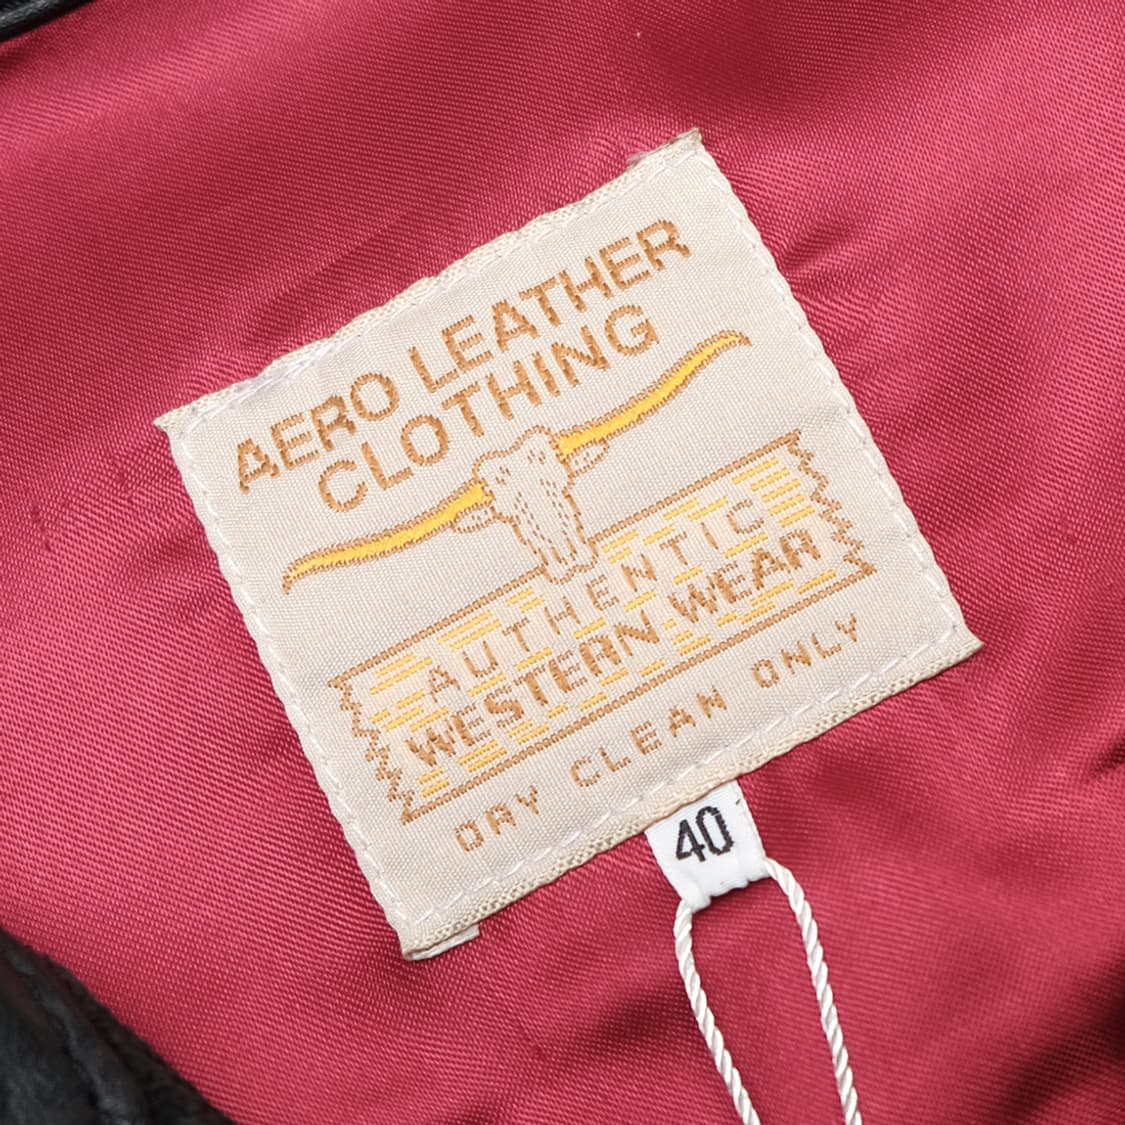 AERO LEATHER
CLOTHING
AUTHENTIC
WESTERN WEAR
DRY CLEAN ONLY
40